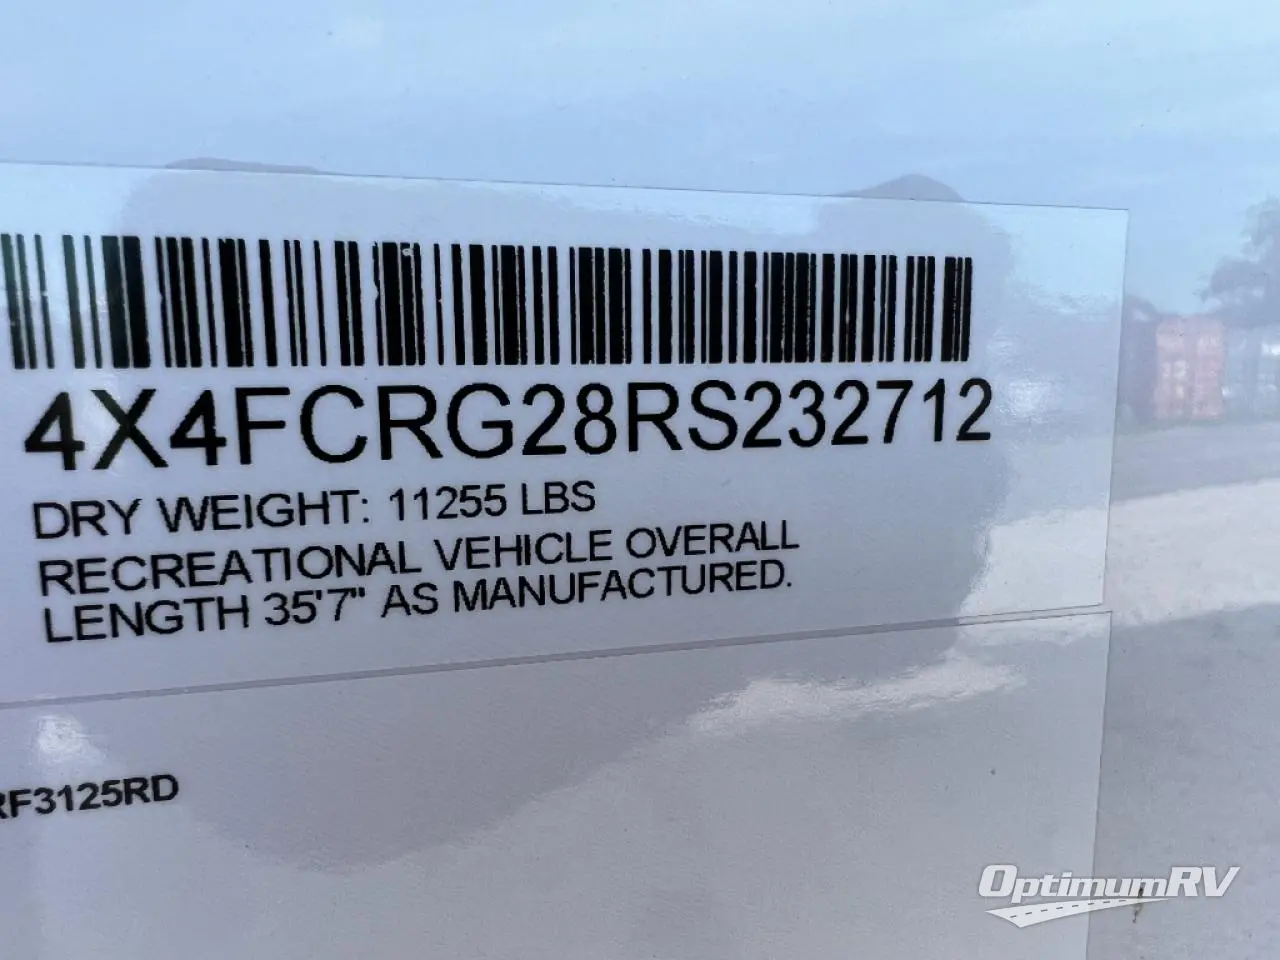 4X4FCRG28RS232712
DRY WEIGHT: 11255 LBS
RECREATIONAL VEHICLE OVERALL
LENGTH 35'7" AS MANUFACTURED.
RF3125RD
OptimumRV